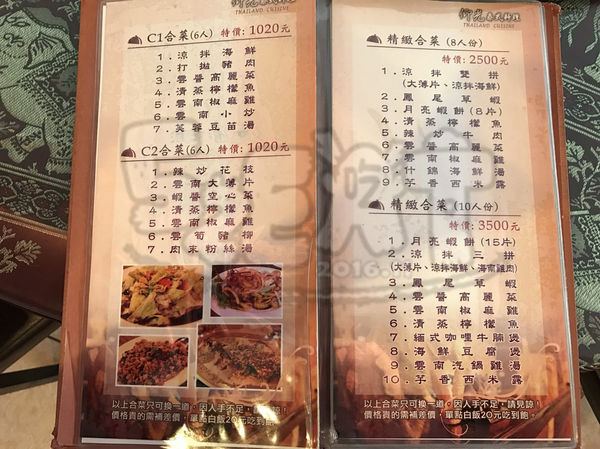 C1合菜(6人) 特價:1020元
1.涼拌海鮮
2.打拋豬肉
3.雲醬高麗菜
4.清蒸檸檬魚
5.雲南椒麻雞
6.雲南小炒
7.芙蓉豆苗湯
C2合菜(6人) 特價:1020元
1.辣炒花枝
2.雲南大薄片
3.蝦醬空心菜
4.清蒸檸檬魚
5.雲南椒麻雞
6.雲筍豬柳
7.肉末粉絲湯
以上合菜只可換一道,因人手不足,請見諒!
價格貴的需補差價,單點白飯20元吃到飽。
THAILAND CUISINE
精緻合菜(8人份)
特價:2500元
1.涼拌雙拼
(大薄片、涼拌海鮮)
2.鳳尾草蝦
3.月亮蝦餅(8片)
4.清蒸檸檬魚
5.辣炒牛肉
6.雲醬高麗菜
7.雲南椒麻雞
8.什錦海鮮湯
9.芋香西米露
精緻合菜(10人份)
特價:3500元
1.月亮蝦餅(15片)
2.涼拌三拼
(大薄片、涼拌海鮮、海南雞肉)
3.鳳尾草蝦
4.雲醬高麗菜
5.雲南椒麻雞
6.清蒸檸檬魚
7.緬式咖哩牛腩煲
8.海鮮豆腐煲
9.雲南汽鍋雞湯
10.芋香西米露
以上合菜只可換一道,因人手不足,請見諒!
價格貴的需補差價,單點白飯20元吃到飽。